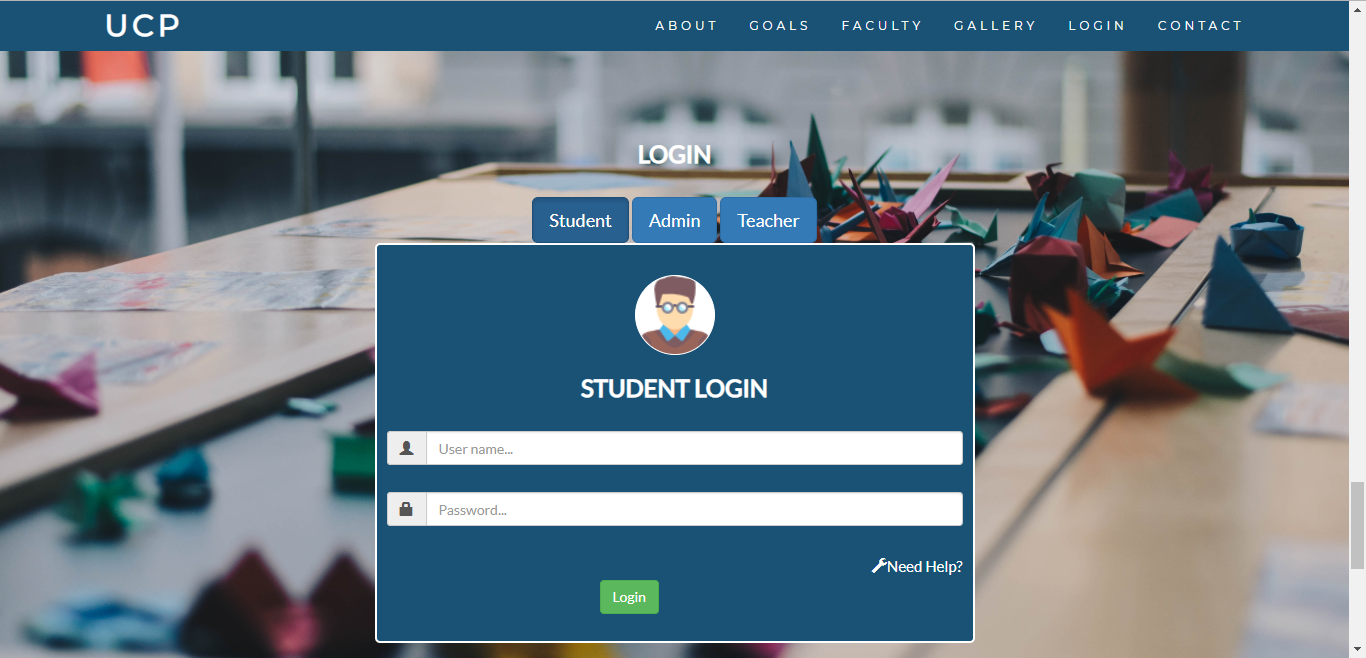 UCP ABOUT GOALS FACULTY GALLERY LOGIN CONTACT
LOGIN
Student Admin Teacher
STUDENT LOGIN
User name...
Password...
Need Help?
Login